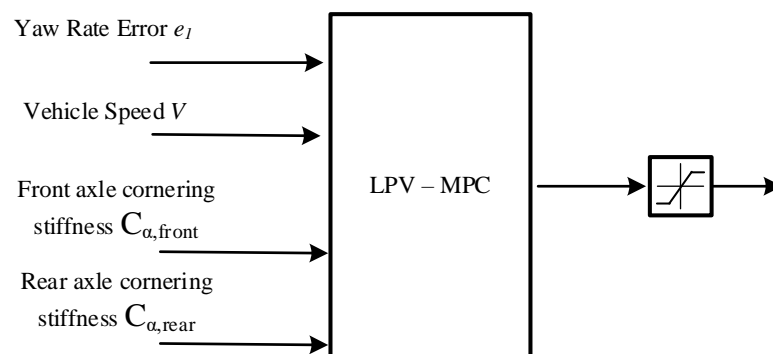 Yaw Rate Error e1
Vehicle Speed V
Front axle cornering
stiffness Cα,front
Rear axle cornering
stiffness Cα,rear
LPV – MPC